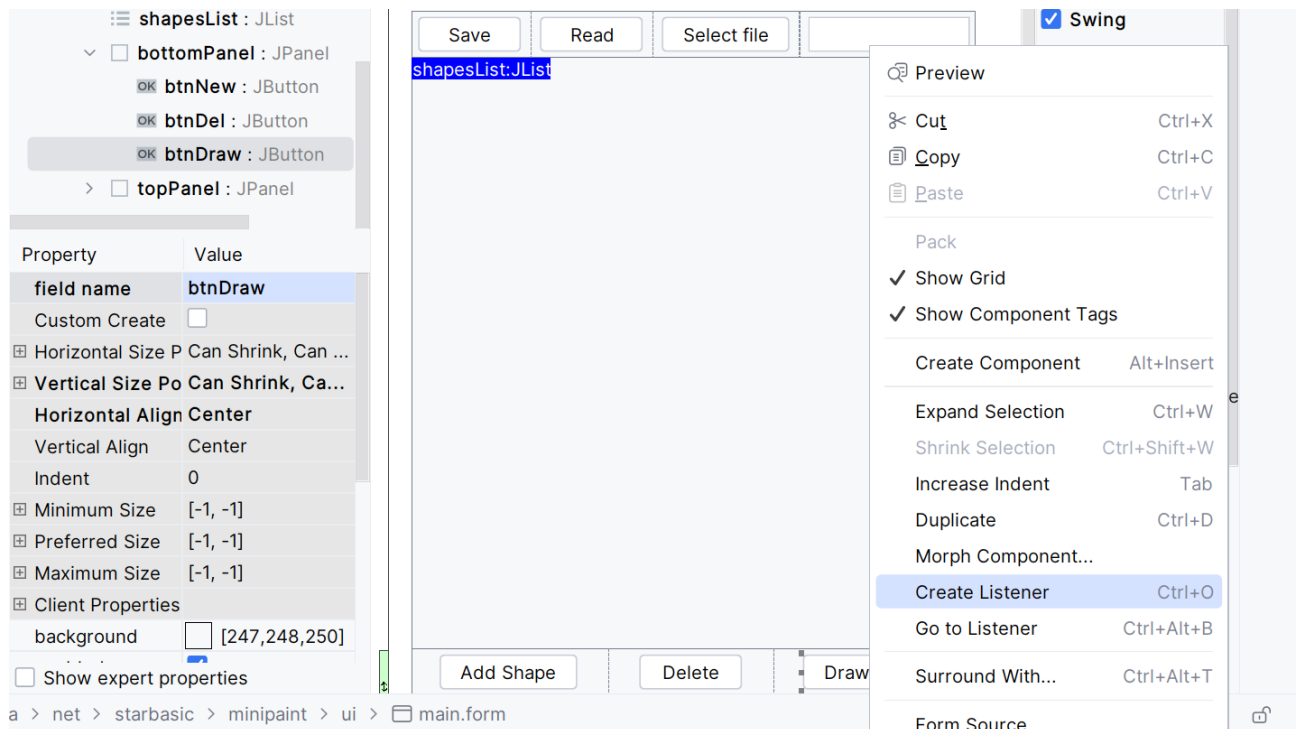 shapesList : JList
bottomPanel : JPanel
OK btnNew : JButton
OK btnDel : JButton
OK btnDraw : JButton
topPanel : JPanel
Property Value
field name btnDraw
Custom Create
Horizontal Size P Can Shrink, Can ...
Vertical Size Po Can Shrink, Ca...
Horizontal Align Center
Vertical Align Center
Indent 0
Minimum Size [-1, -1]
Preferred Size [-1, -1]
Maximum Size [-1, -1]
Client Properties
background [247,248,250]
Show expert properties
Save Read Select file
shapesList:JList
Add Shape Delete Draw
Swing
Preview
Cut Ctrl+X
Copy Ctrl+C
Paste Ctrl+V
Pack
Show Grid
Show Component Tags
Create Component Alt+Insert
Expand Selection Ctrl+W
Shrink Selection Ctrl+Shift+W
Increase Indent Tab
Duplicate Ctrl+D
Morph Component...
Create Listener Ctrl+O
Go to Listener Ctrl+Alt+B
Surround With... Ctrl+Alt+T
Form Source
e
a > net > starbasic > minipaint > ui > main.form